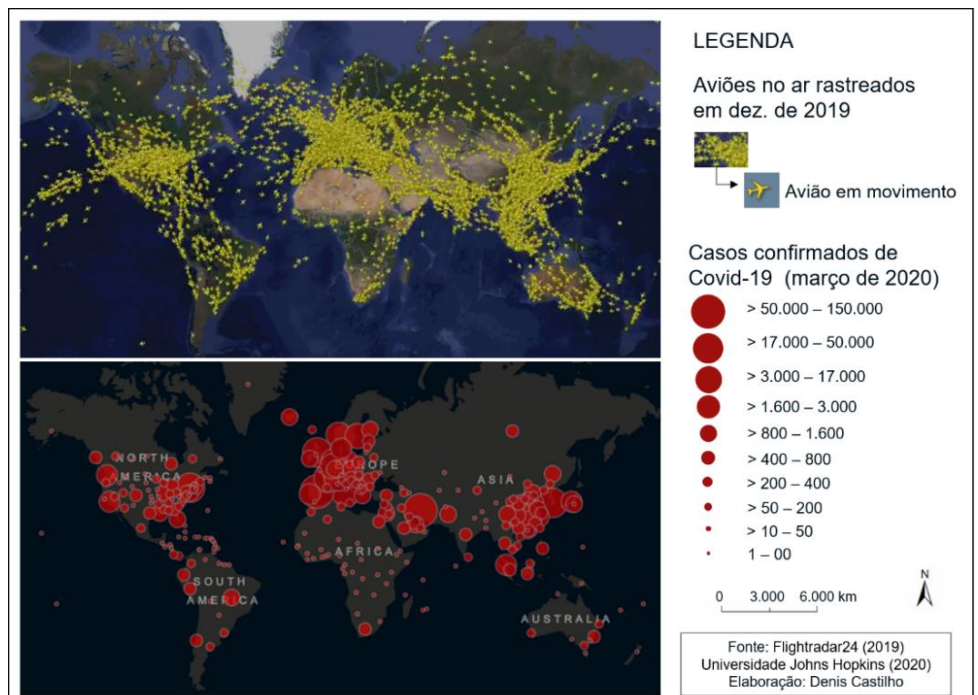 LEGENDA
Aviões no ar rastreados
em dez. de 2019
Avião em movimento
Casos confirmados de
Covid-19 (março de 2020)
> 50.000 – 150.000
> 17.000 – 50.000
> 3.000 – 17.000
> 1.600 – 3.000
> 800 – 1.600
> 400 – 800
> 200 – 400
> 50 – 200
> 10 – 50
1 – 00
N
0 3.000 6.000 km
Fonte: Flightradar24 (2019)
Universidade Johns Hopkins (2020)
Elaboração: Denis Castilho
NORTH
AMERICA
EUROPE
ASIA
AFRICA
SOUTH
AMERICA
AUSTRALIA